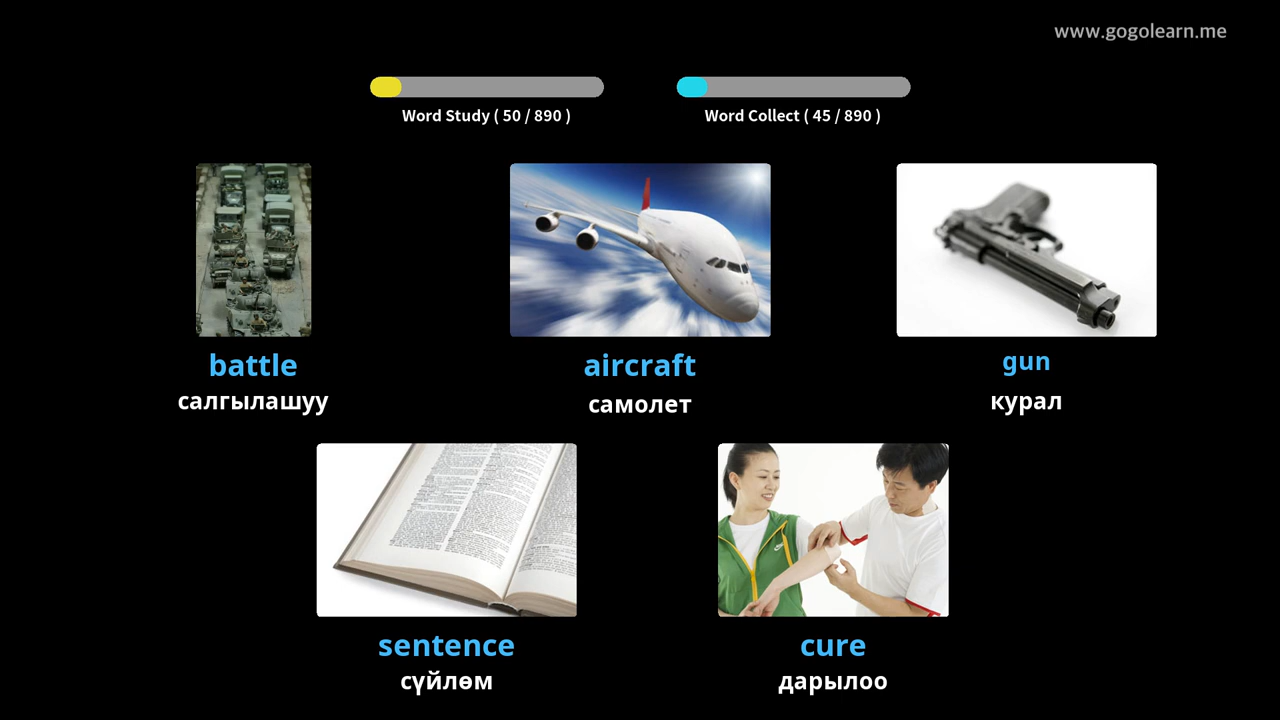 www.gogolearn.me
Word Study ( 50 / 890 )
Word Collect ( 45 / 890 )
battle
салгылашуу
aircraft
самолет
gun
курал
sentence
сүйлөм
cure
дарылоо